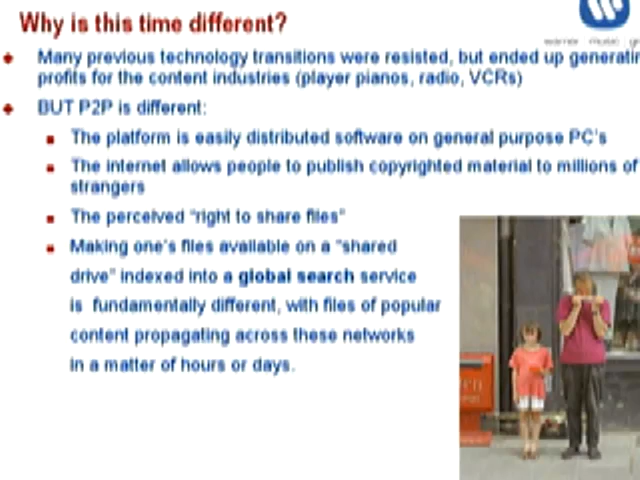 Why is this time different?
warner music gr
Many previous technology transitions were resisted, but ended up generatin
profits for the content industries (player pianos, radio, VCRs)
BUT P2P is different:
The platform is easily distributed software on general purpose PC's
The internet allows people to publish copyrighted material to millions of
strangers
The perceived "right to share files"
Making one's files available on a "shared
drive" indexed into a global search service
is fundamentally different, with files of popular
content propagating across these networks
in a matter of hours or days.